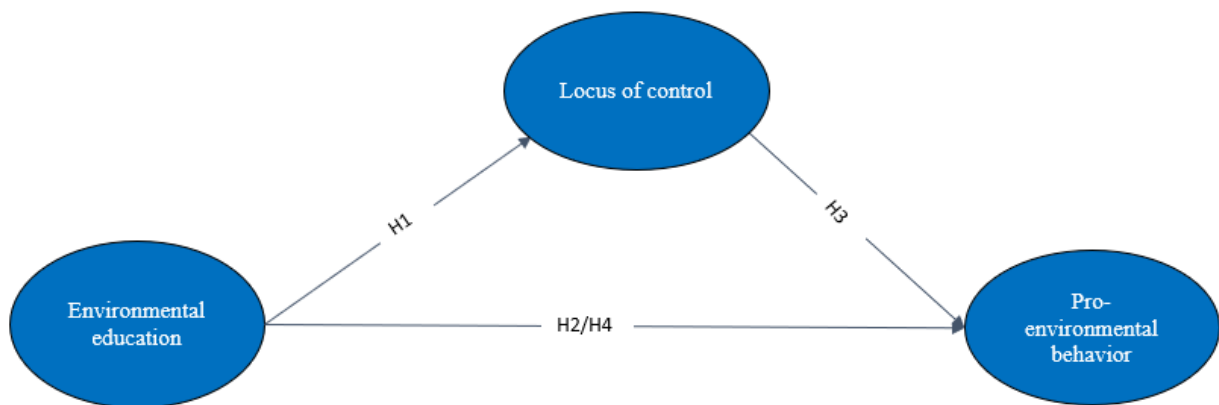 Locus of control
H1
H3
Environmental
education
H2/H4
Pro-
environmental
behavior